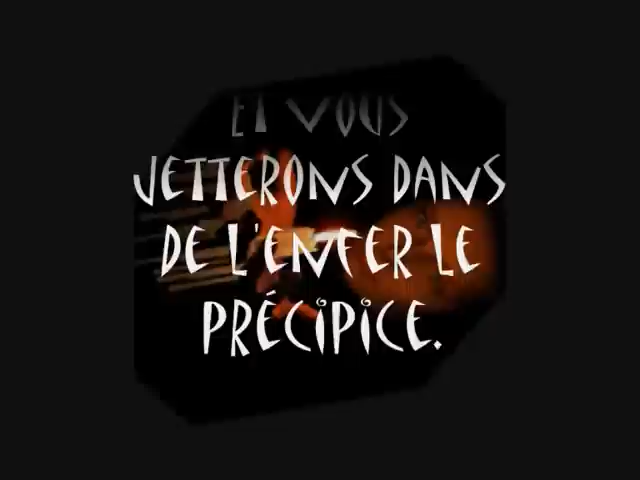 ET VOUS
JETTERONS DANS
DE L'ENFER LE
PRÉCIPICE.